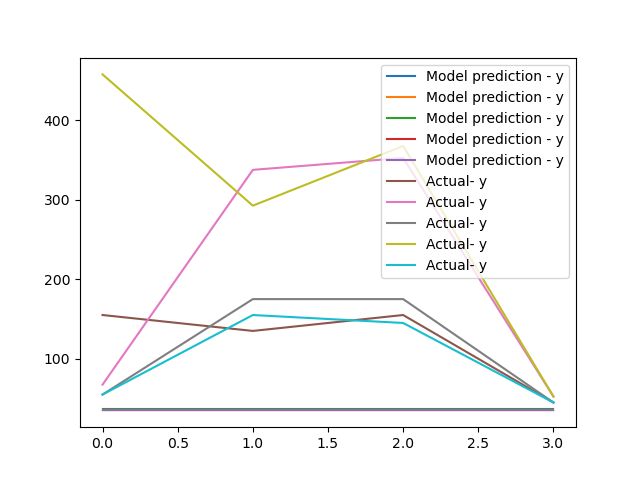 Model prediction - y
Model prediction - y
Model prediction - y
Model prediction - y
Model prediction - y
Actual- y
Actual- y
Actual- y
Actual- y
Actual- y
400
300
200
100
0.0 0.5 1.0 1.5 2.0 2.5 3.0